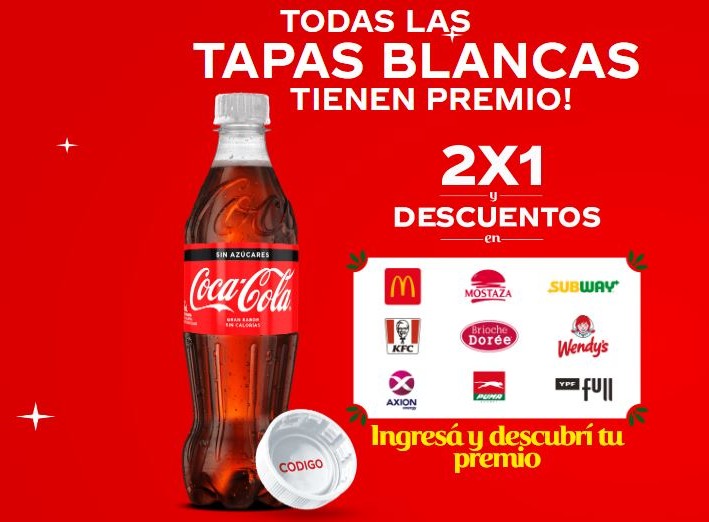 TODAS LAS
TAPAS BLANCAS
TIENEN PREMIO!
2X1
y
DESCUENTOS
en
SIN AZÚCARES
Coca-Cola
GRAN SABOR
SIN CALORÍAS
MOSTAZA
SUBWAY
KFC
Brioche
Dorée
Wendy's
AXION
energy
PUMA
YPF full
CODIGO
Ingresá y descubrí tu
premio